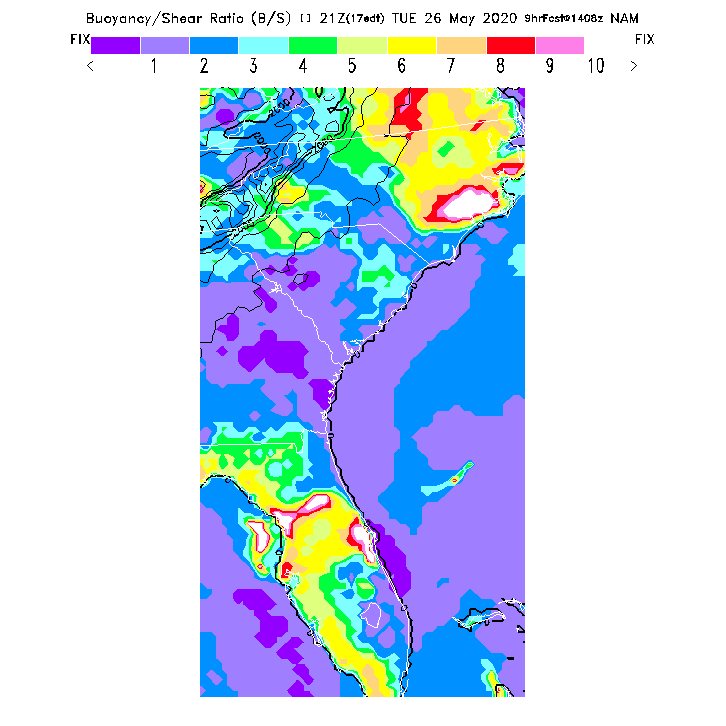 Buoyancy/Shear Ratio (B/S) [] 21Z(17edt) TUE 26 May 2020 9hrFcst@1408z NAM
FIX FIX
< 1 2 3 4 5 6 7 8 9 10 >